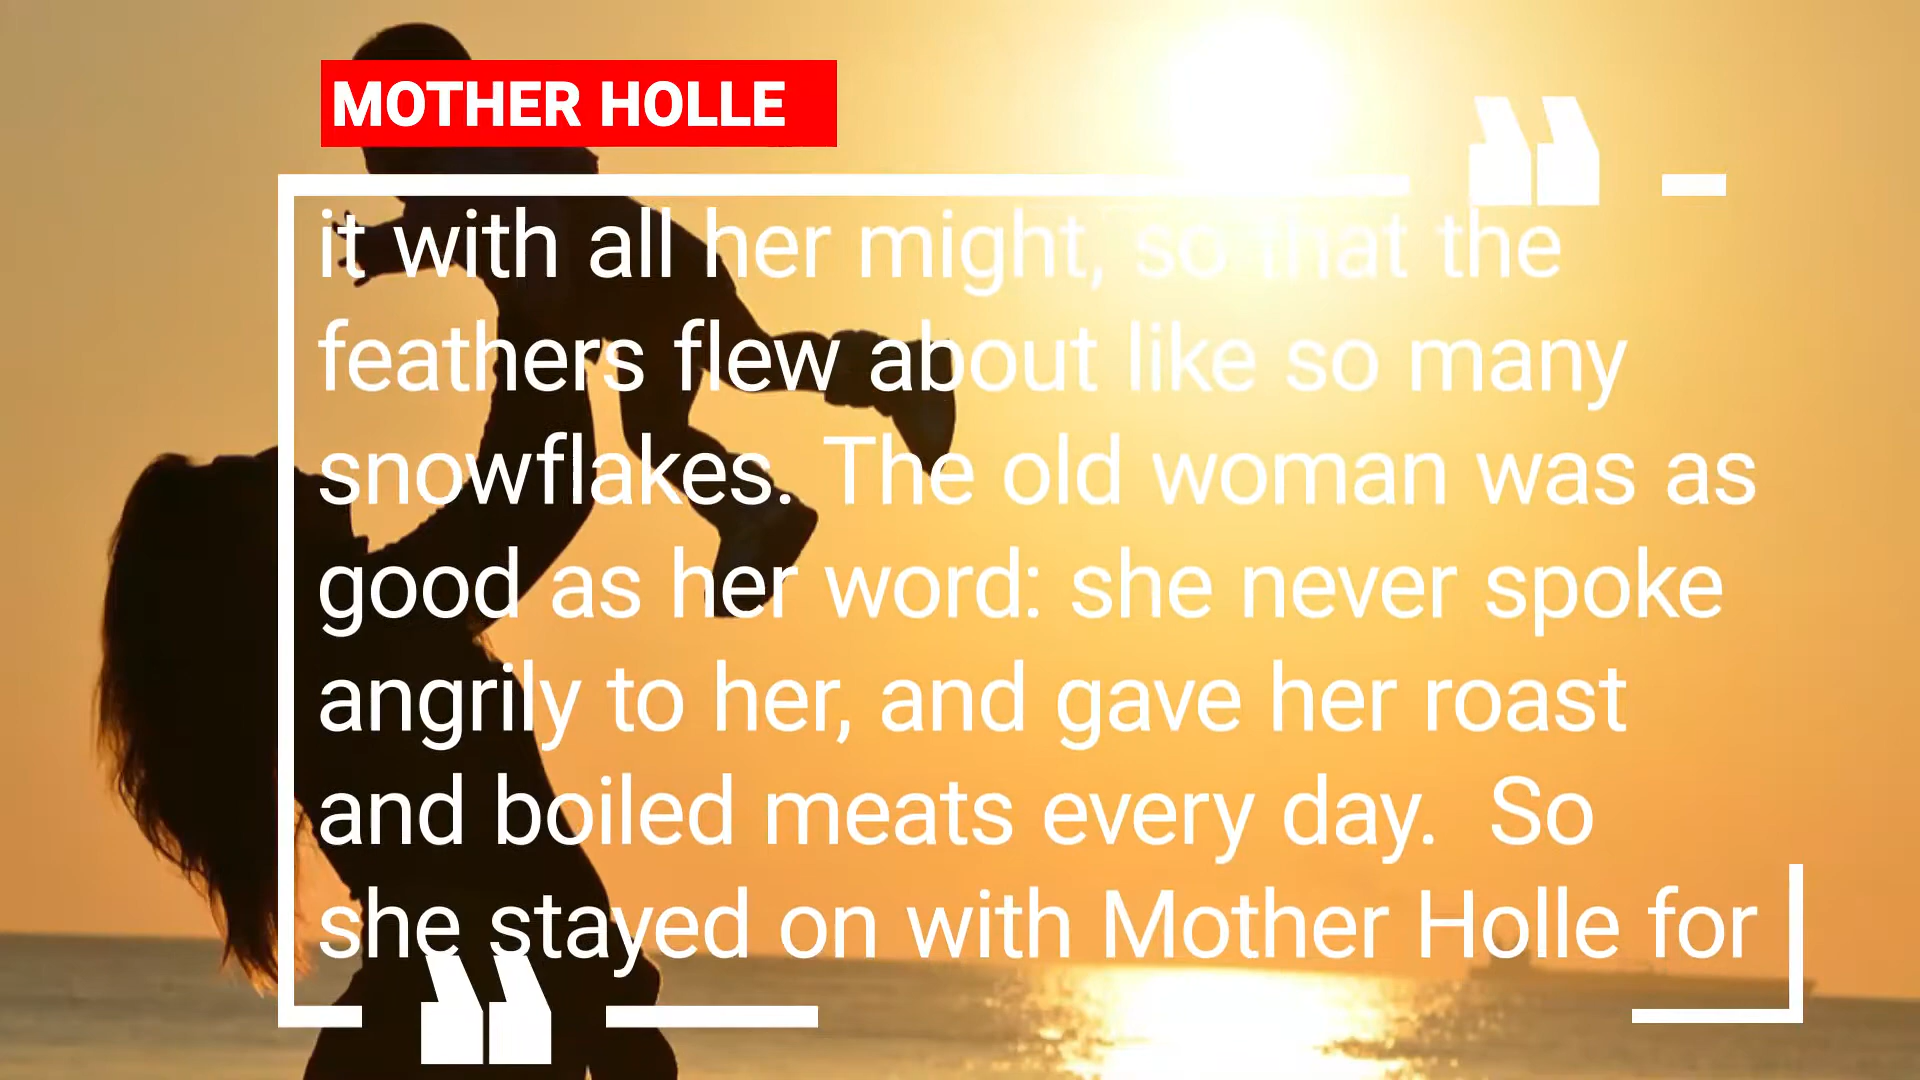 MOTHER HOLLE
it with all her might, so that the
feathers flew about like so many
snowflakes. The old woman was as
good as her word: she never spoke
angrily to her, and gave her roast
and boiled meats every day.  So
she stayed on with Mother Holle for